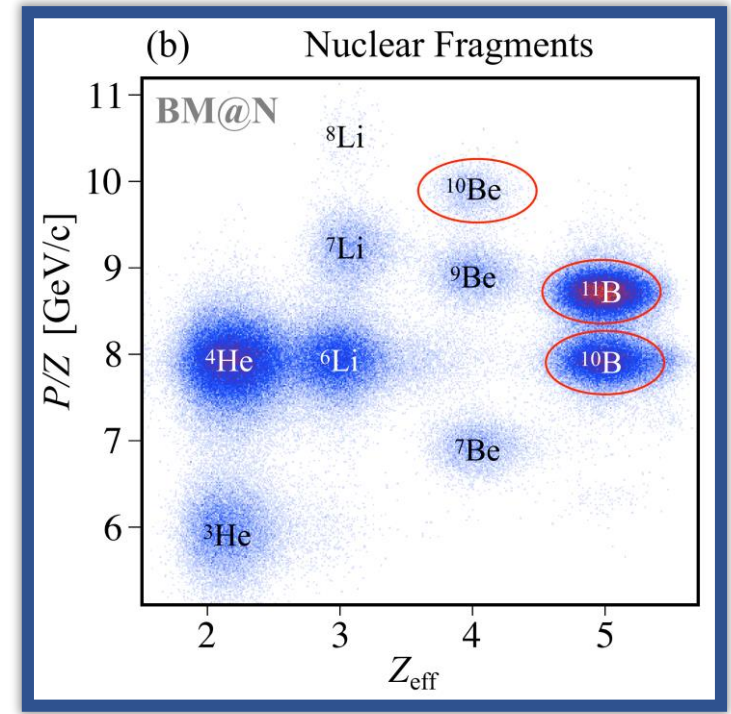 (b) Nuclear Fragments
BM@N
11
10
9
8
7
6
P/Z [GeV/c]
⁸Li
¹⁰Be
⁷Li
⁹Be
¹¹B
⁴He
⁶Li
¹⁰B
⁷Be
³He
2 3 4 5
Z_eff